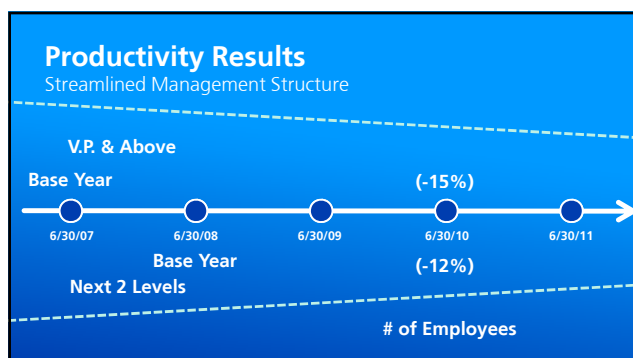 Productivity Results
Streamlined Management Structure
V.P. & Above
Base Year
(-15%)
6/30/07 6/30/08 6/30/09 6/30/10 6/30/11
Base Year
(-12%)
Next 2 Levels
# of Employees